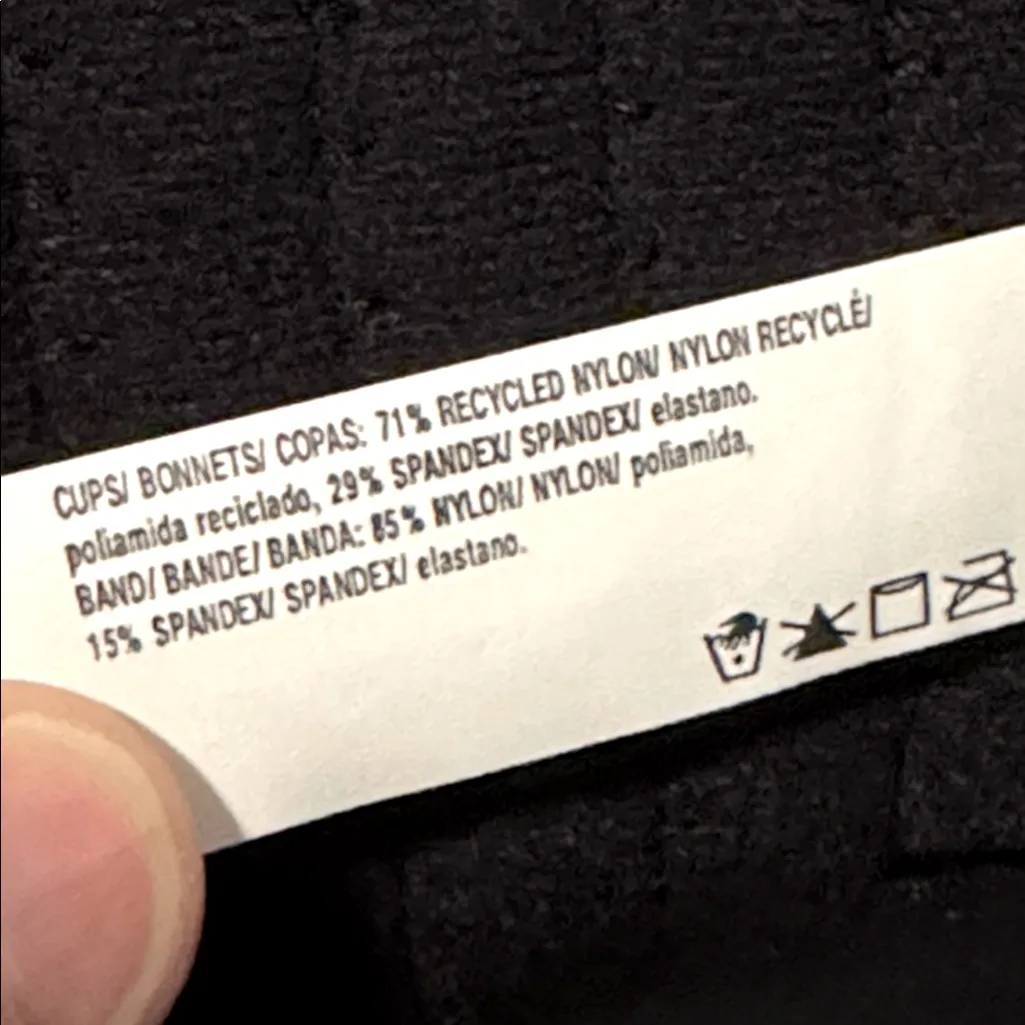 CUPS/ BONNETS/ COPAS: 71% RECYCLED NYLON/ NYLON RECYCLÉ/
poliamida reciclado, 29% SPANDEX/ SPANDEX/ elastano.
BAND/ BANDE/ BANDA: 85% NYLON/ NYLON/ poliamida,
15% SPANDEX/ SPANDEX/ elastano.